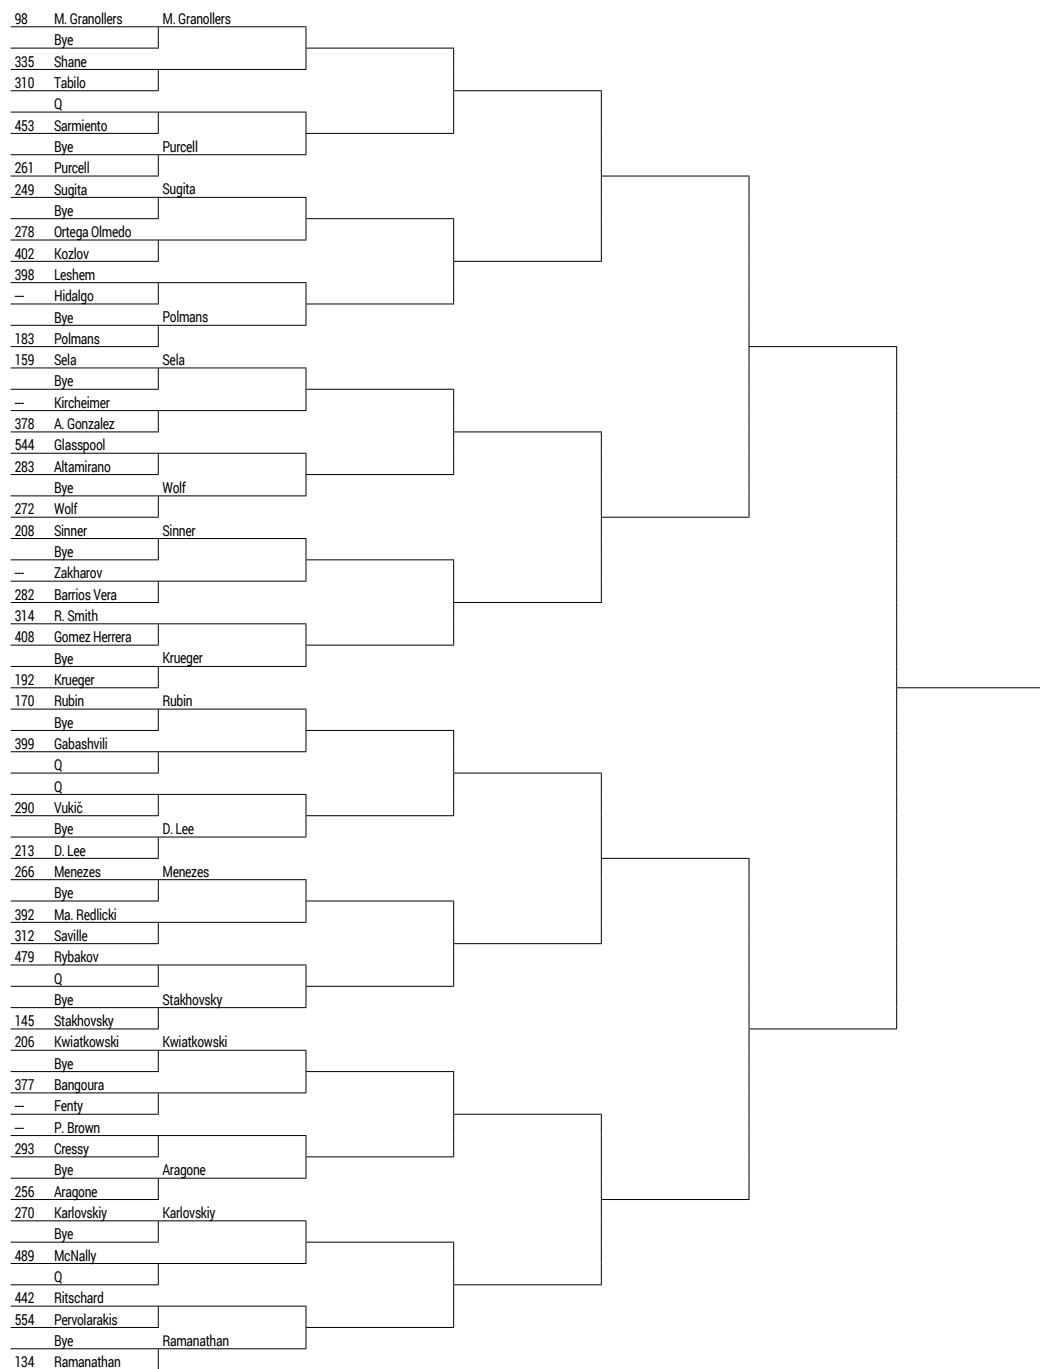 98 M. Granollers M. Granollers
Bye
335 Shane
310 Tabilo
Q
453 Sarmiento
Bye Purcell
261 Purcell
249 Sugita Sugita
Bye
278 Ortega Olmedo
402 Kozlov
398 Leshem
--- Hidalgo
Bye Polmans
183 Polmans
159 Sela Sela
Bye
--- Kircheimer
378 A. Gonzalez
544 Glasspool
283 Altamirano
Bye Wolf
272 Wolf
208 Sinner Sinner
Bye
--- Zakharov
282 Barrios Vera
314 R. Smith
408 Gomez Herrera
Bye Krueger
192 Krueger
170 Rubin Rubin
Bye
399 Gabashvili
Q
Q
290 Vukič
Bye D. Lee
213 D. Lee
266 Menezes Menezes
Bye
392 Ma. Redlicki
312 Saville
479 Rybakov
Q
Bye Stakhovsky
145 Stakhovsky
206 Kwiatkowski Kwiatkowski
Bye
377 Bangoura
--- Fenty
--- P. Brown
293 Cressy
Bye Aragone
256 Aragone
270 Karlovskiy Karlovskiy
Bye
489 McNally
Q
442 Ritschard
554 Pervolarakis
Bye Ramanathan
134 Ramanathan